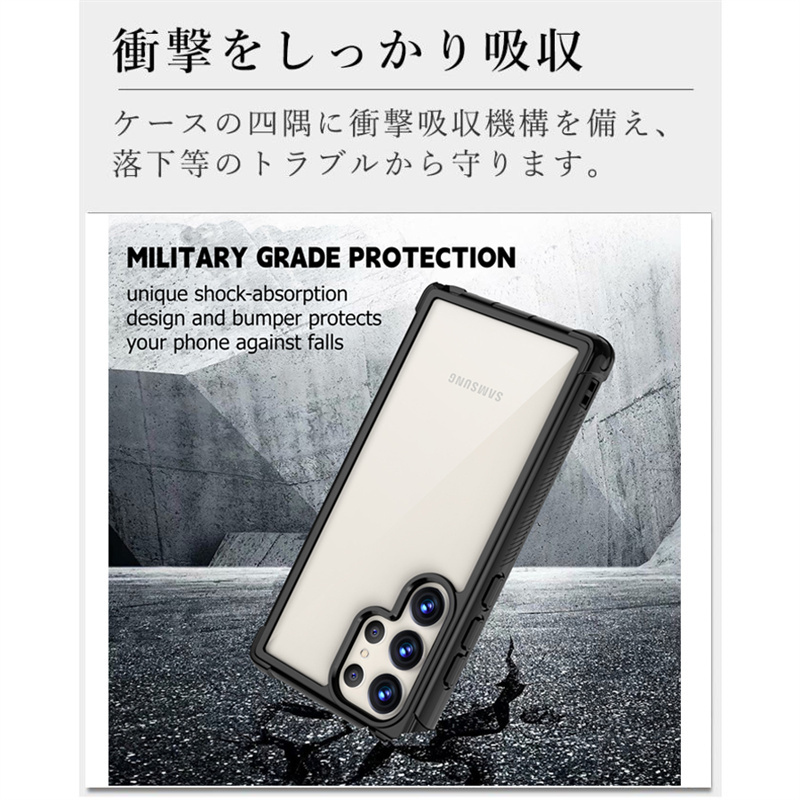 衝撃をしっかり吸収
ケースの四隅に衝撃吸収機構を備え、
落下等のトラブルから守ります。
MILITARY GRADE PROTECTION
unique shock-absorption
design and bumper protects
your phone against falls
SAMSUNG